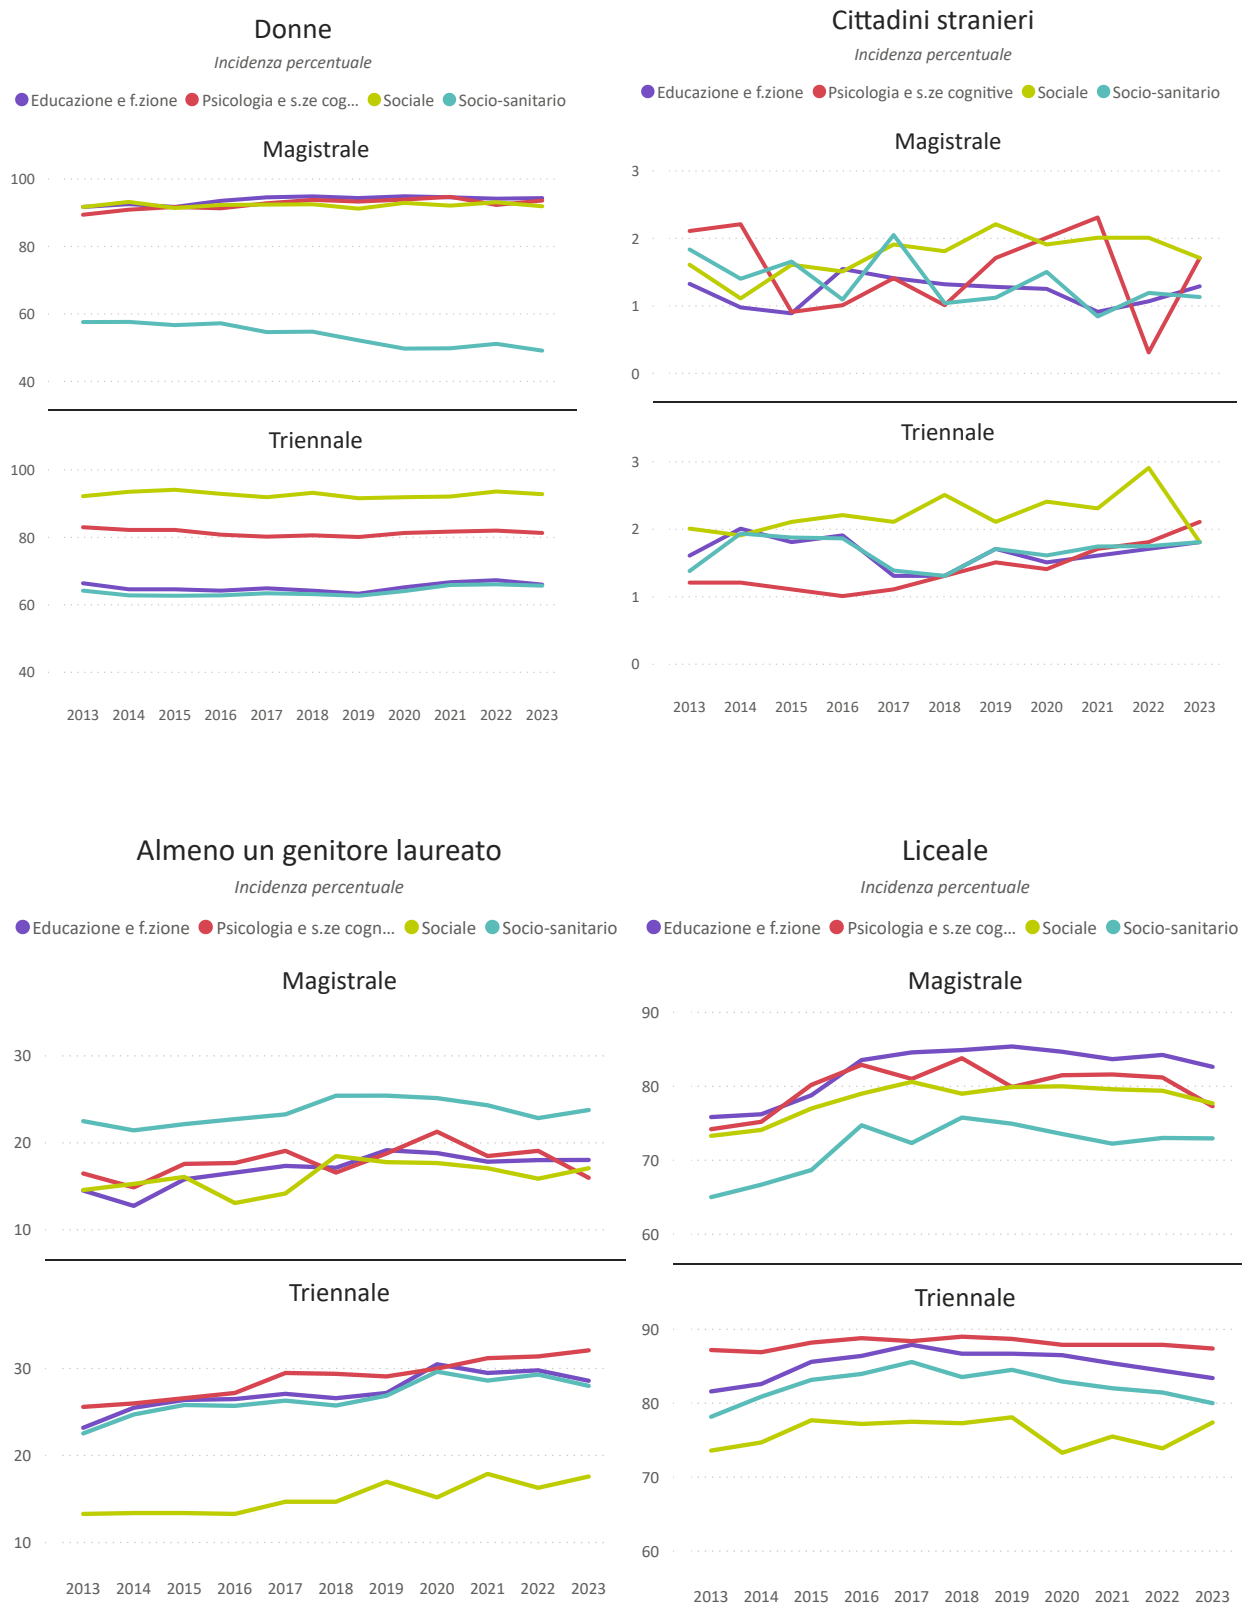 Donne
Incidenza percentuale
Educazione e f.zione Psicologia e s.ze cog... Sociale Socio-sanitario
Magistrale
100
80
60
40
Triennale
100
80
60
40
2013 2014 2015 2016 2017 2018 2019 2020 2021 2022 2023
Cittadini stranieri
Incidenza percentuale
Educazione e f.zione Psicologia e s.ze cognitive Sociale Socio-sanitario
Magistrale
3
2
1
0
Triennale
3
2
1
0
2013 2014 2015 2016 2017 2018 2019 2020 2021 2022 2023
Almeno un genitore laureato
Incidenza percentuale
Educazione e f.zione Psicologia e s.ze cogn... Sociale Socio-sanitario
Magistrale
30
20
10
Triennale
30
20
10
2013 2014 2015 2016 2017 2018 2019 2020 2021 2022 2023
Liceale
Incidenza percentuale
Educazione e f.zione Psicologia e s.ze cog... Sociale Socio-sanitario
Magistrale
90
80
70
60
Triennale
90
80
70
60
2013 2014 2015 2016 2017 2018 2019 2020 2021 2022 2023